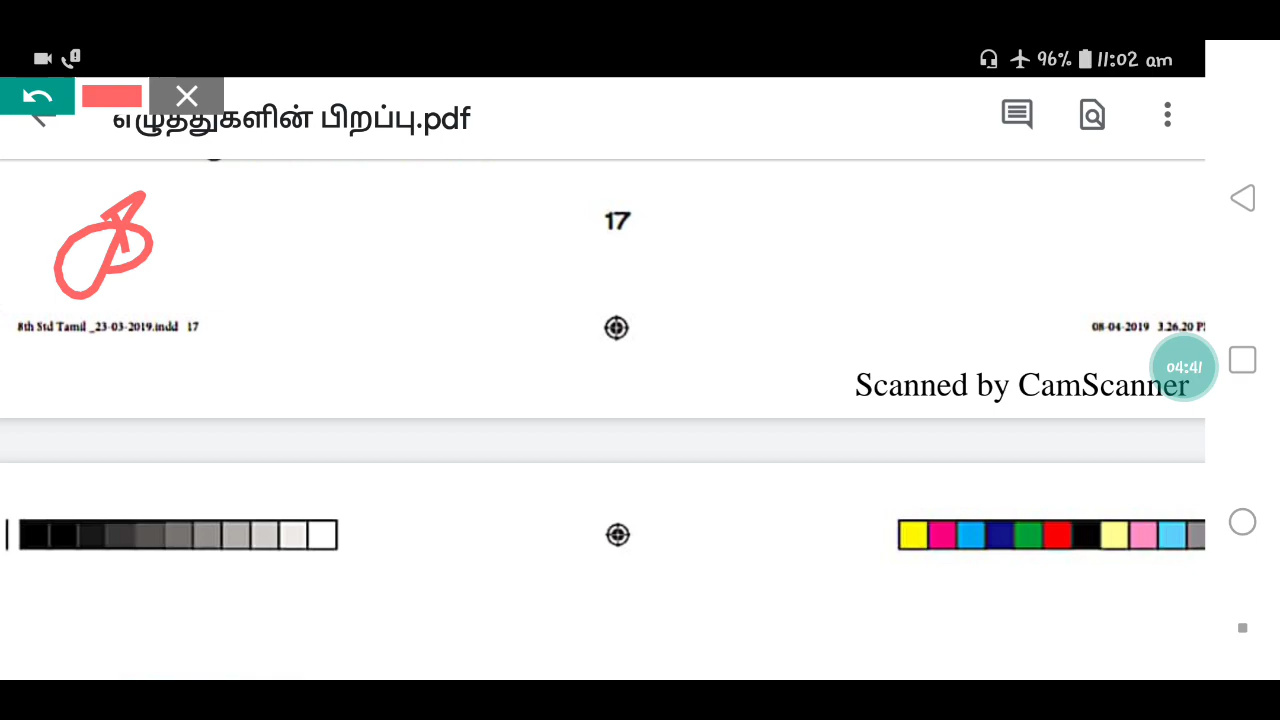 96% 11:02 am
எழுத்துகளின் பிறப்பு.pdf
17
8th Std Tamil _23-03-2019.indd 17
08-04-2019 3.26.20 P
04:41
Scanned by CamScanner